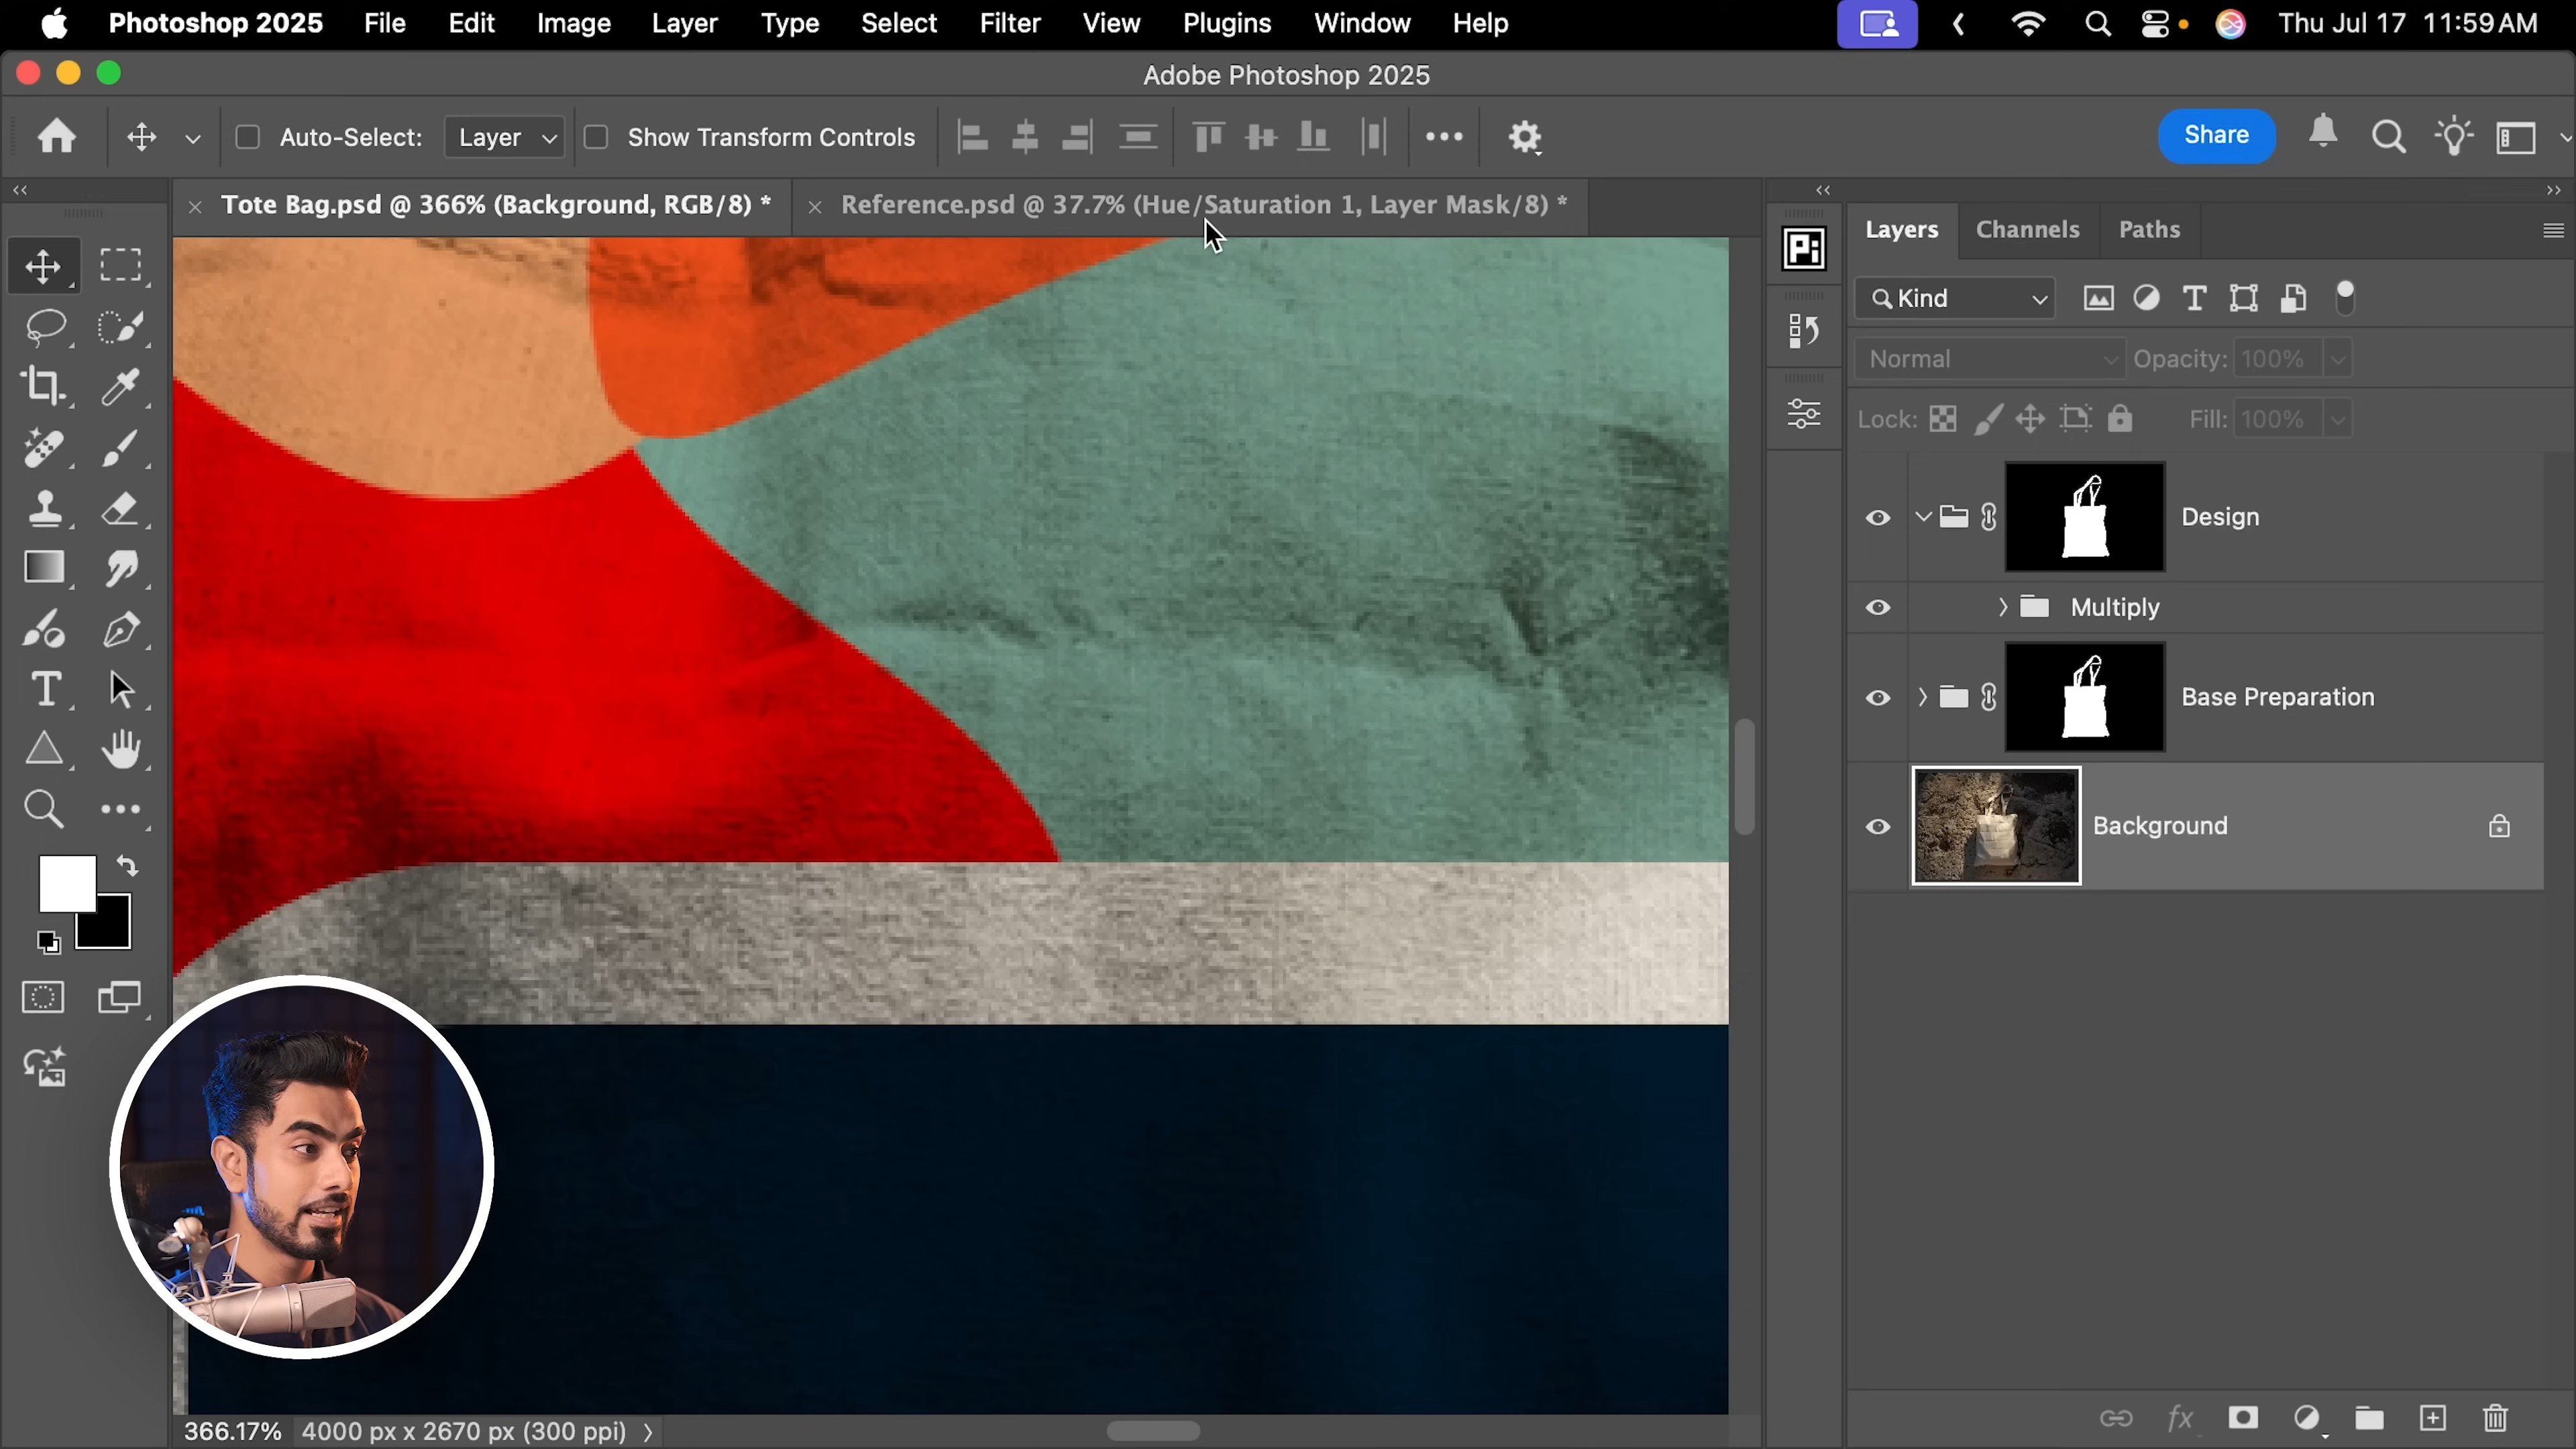 Photoshop 2025 File Edit Image Layer Type Select Filter View Plugins Window Help Thu Jul 17 11:59 AM
Adobe Photoshop 2025
Auto-Select: Layer Show Transform Controls Share
Tote Bag.psd @ 366% (Background, RGB/8) * Reference.psd @ 37.7% (Hue/Saturation 1, Layer Mask/8) *
Layers Channels Paths
Kind
Normal Opacity: 100%
Lock: Fill: 100%
Design
Multiply
Base Preparation
Background
366.17% 4000 px x 2670 px (300 ppi)